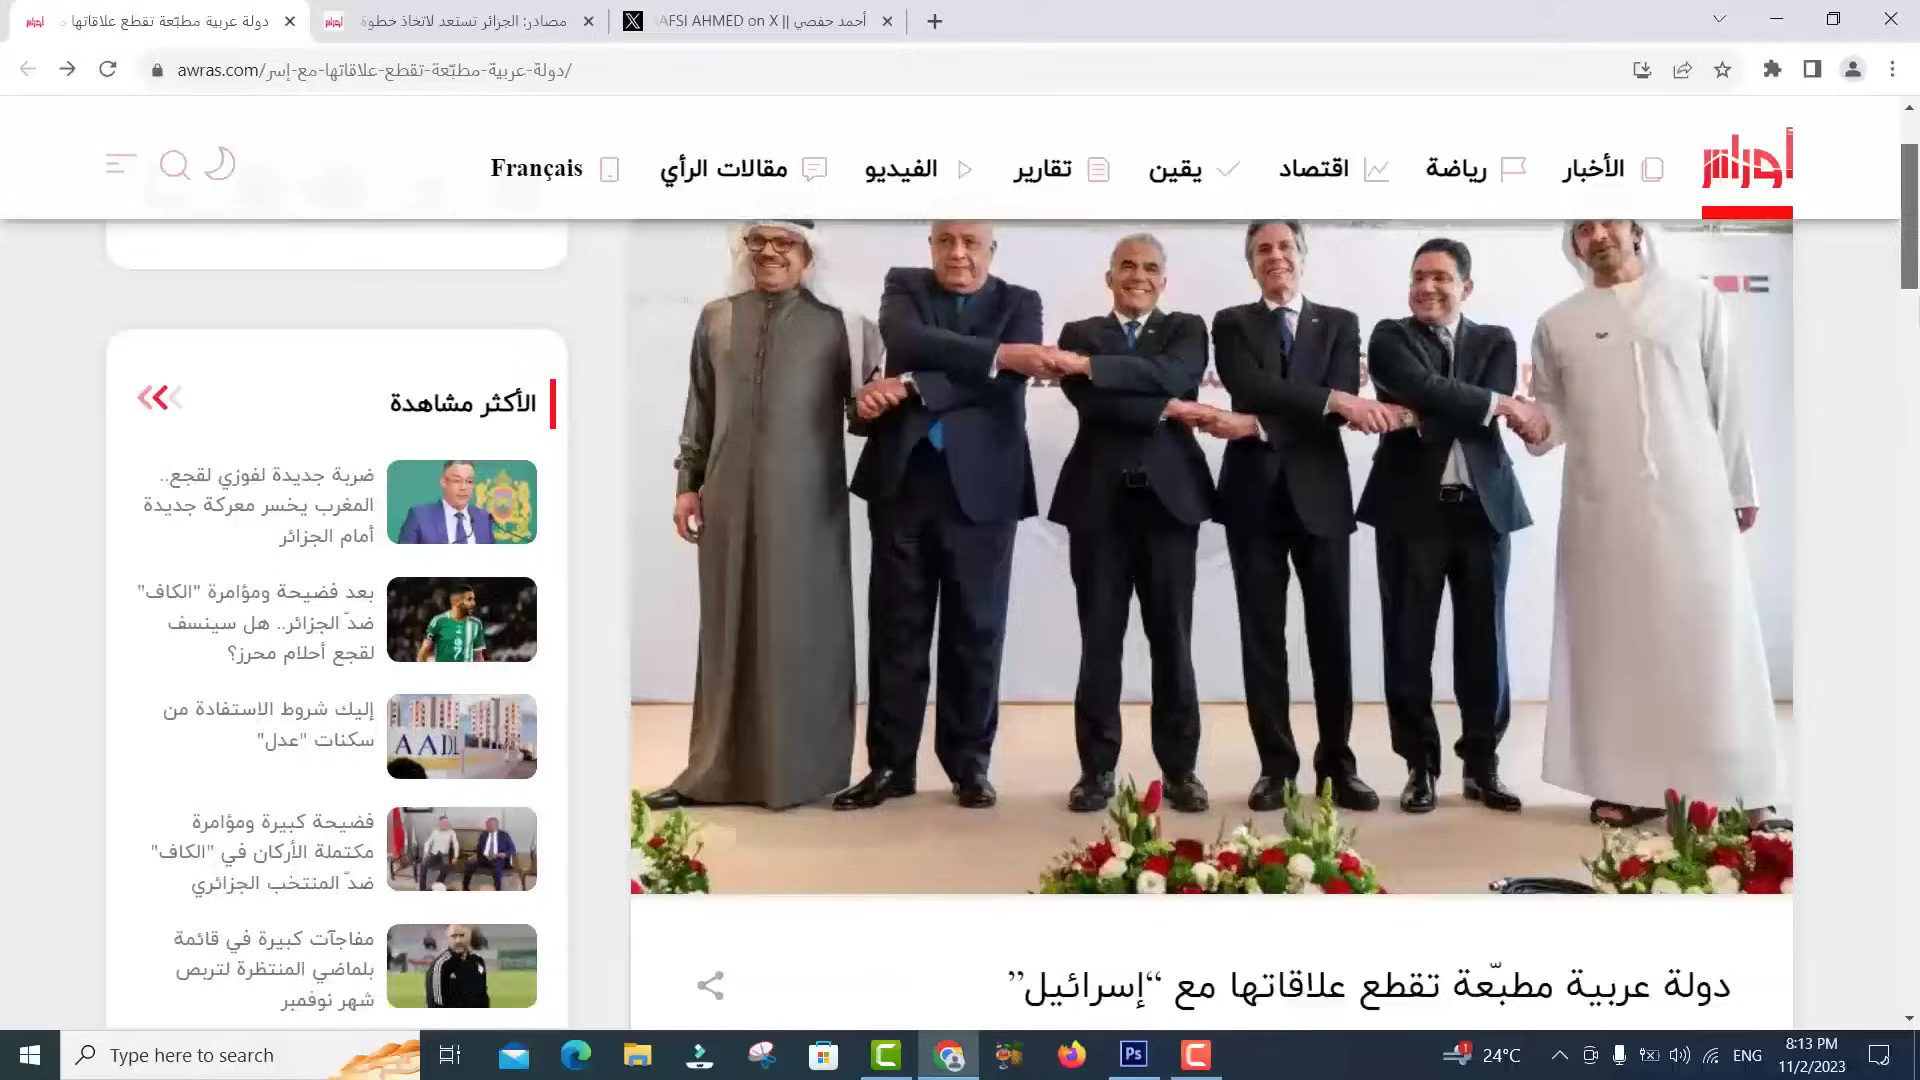 دولة عربية مطبّعة تقطع علاقاتها
مصادر: الجزائر تستعد لاتخاذ خطوة
AFSI AHMED on X || أحمد حفصي
awras.com/دولة-عربية-مطبّعة-تقطع-علاقاتها-مع-إسر/
أوراس
الأخبار
رياضة
اقتصاد
يقين
تقارير
الفيديو
مقالات الرأي
Français
الأكثر مشاهدة
ضربة جديدة لفوزي لقجع..
المغرب يخسر معركة جديدة
أمام الجزائر
بعد فضيحة ومؤامرة "الكاف"
ضدّ الجزائر.. هل سينسف
لقجع أحلام محرز؟
إليك شروط الاستفادة من
سكنات "عدل"
AADL
فضيحة كبيرة ومؤامرة
مكتملة الأركان في "الكاف"
ضدّ المنتخب الجزائري
مفاجآت كبيرة في قائمة
بلماضي المنتظرة لتربص
شهر نوفمبر
دولة عربية مطبّعة تقطع علاقاتها مع “إسرائيل”
Type here to search
Ps
1
24°C
ENG
8:13 PM
11/2/2023